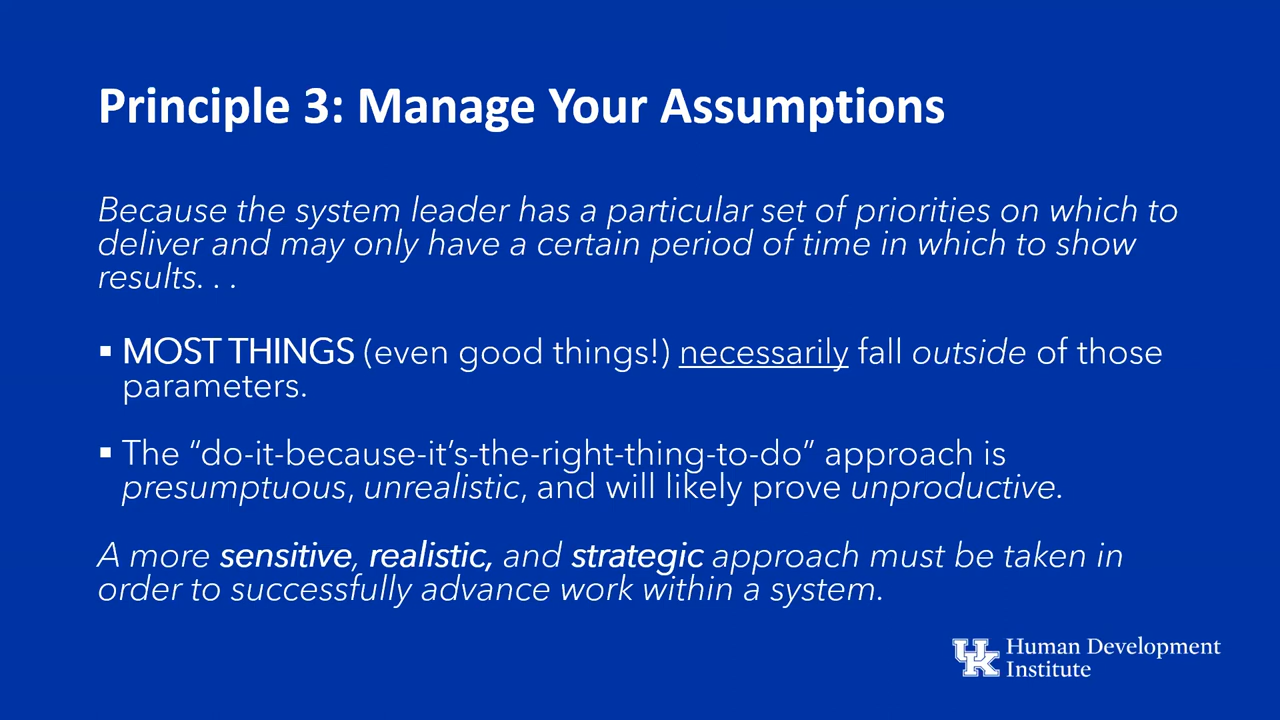 Principle 3: Manage Your Assumptions
Because the system leader has a particular set of priorities on which to
deliver and may only have a certain period of time in which to show
results. . .
▪ MOST THINGS (even good things!) necessarily fall outside of those
parameters.
▪ The “do-it-because-it’s-the-right-thing-to-do” approach is
presumptuous, unrealistic, and will likely prove unproductive.
A more sensitive, realistic, and strategic approach must be taken in
order to successfully advance work within a system.
UK Human Development
Institute